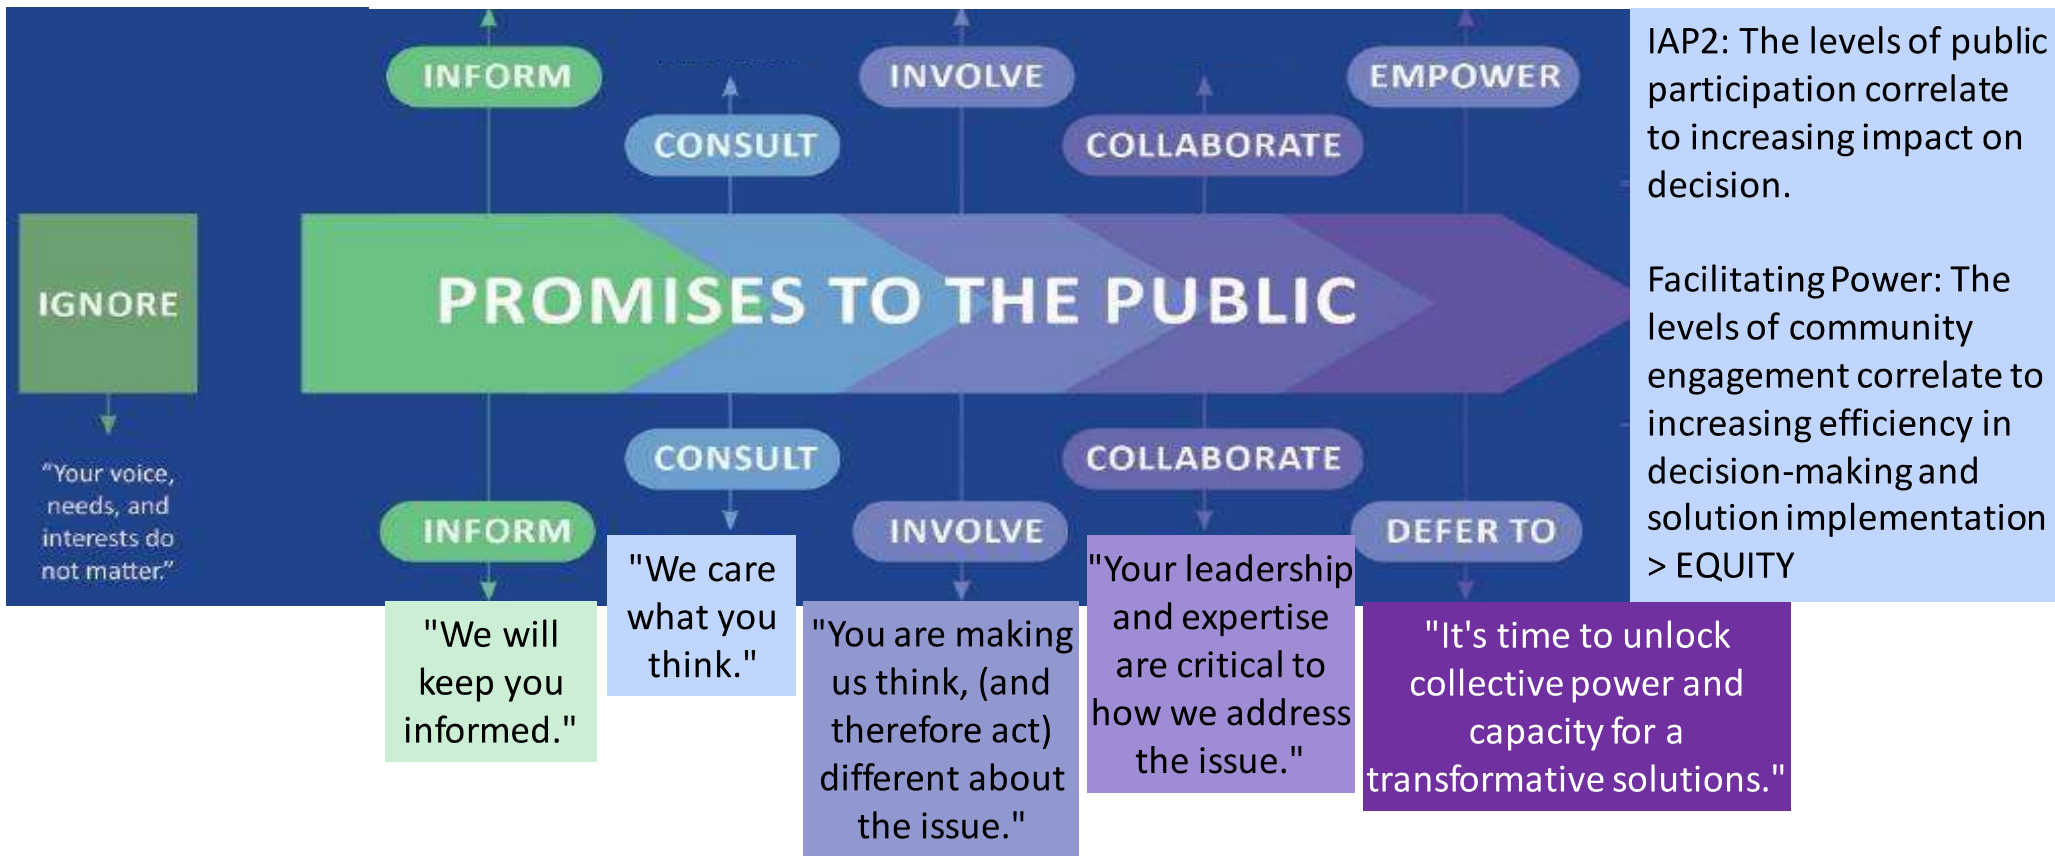 INFORM
INVOLVE
EMPOWER
CONSULT
COLLABORATE
IGNORE
PROMISES TO THE PUBLIC
CONSULT
COLLABORATE
INFORM
INVOLVE
DEFER TO
“Your voice,
needs, and
interests do
not matter.”
"We will
keep you
informed."
"We care
what you
think."
"You are making
us think, (and
therefore act)
different about
the issue."
"Your leadership
and expertise
are critical to
how we address
the issue."
"It's time to unlock
collective power and
capacity for a
transformative solutions."
IAP2: The levels of public
participation correlate
to increasing impact on
decision.
Facilitating Power: The
levels of community
engagement correlate to
increasing efficiency in
decision-making and
solution implementation
> EQUITY